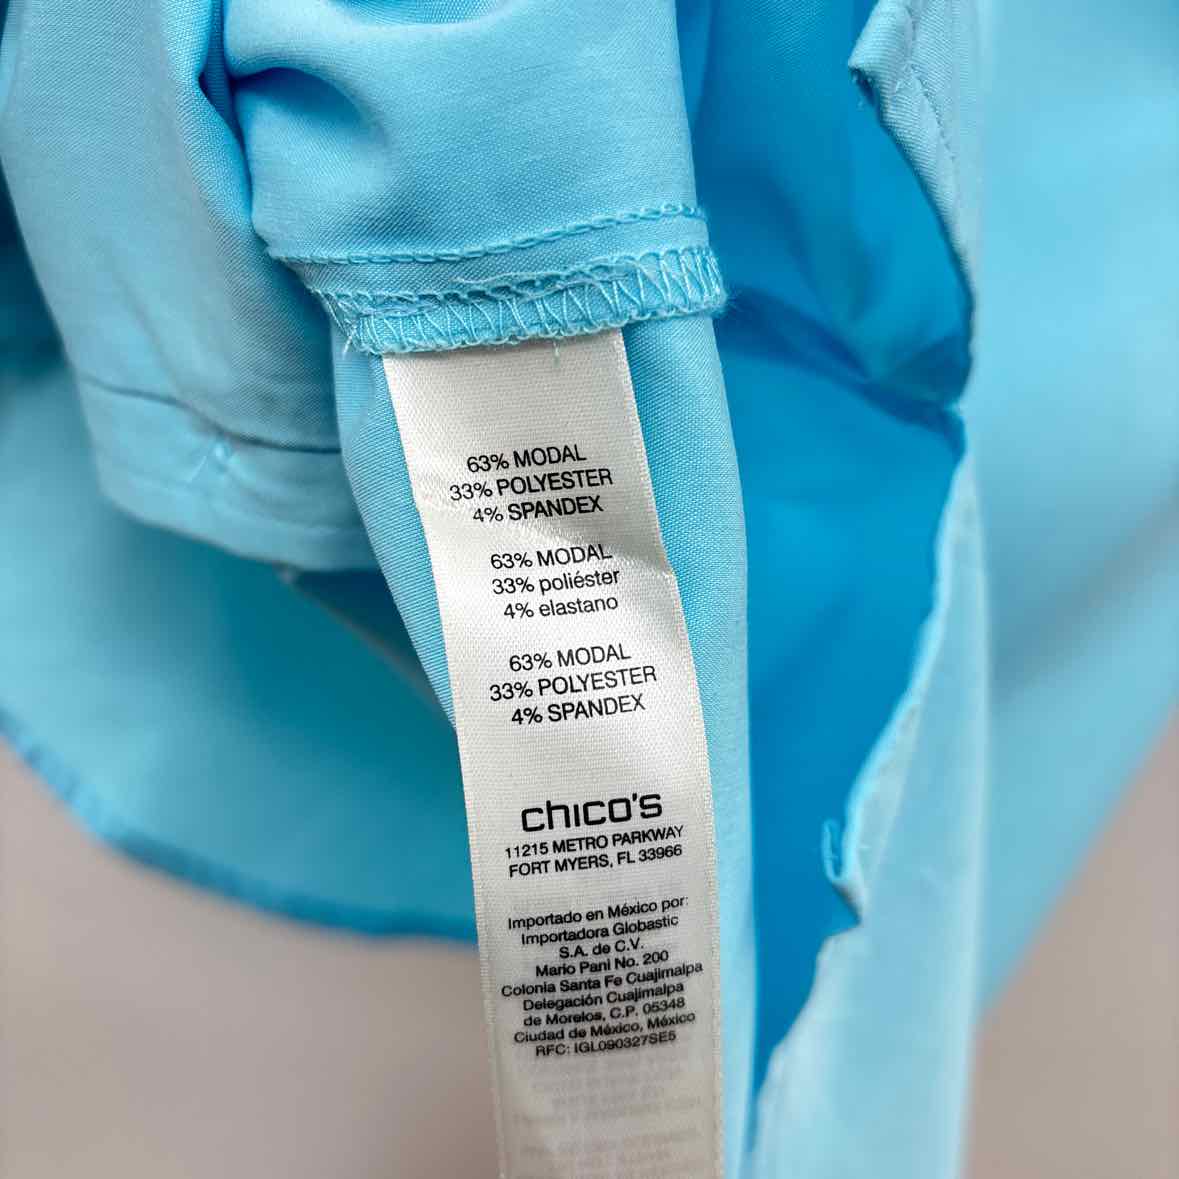 63% MODAL
33% POLYESTER
4% SPANDEX
63% MODAL
33% poliéster
4% elastano
63% MODAL
33% POLYESTER
4% SPANDEX
chico's
11215 METRO PARKWAY
FORT MYERS, FL 33966
Importado en México por:
Importadora Globastic
S.A. de C.V.
Mario Pani No. 200
Colonia Santa Fe Cuajimalpa
Delegación Cuajimalpa
de Morelos, C.P. 05348
Ciudad de México, México
RFC: IGL090327SE5